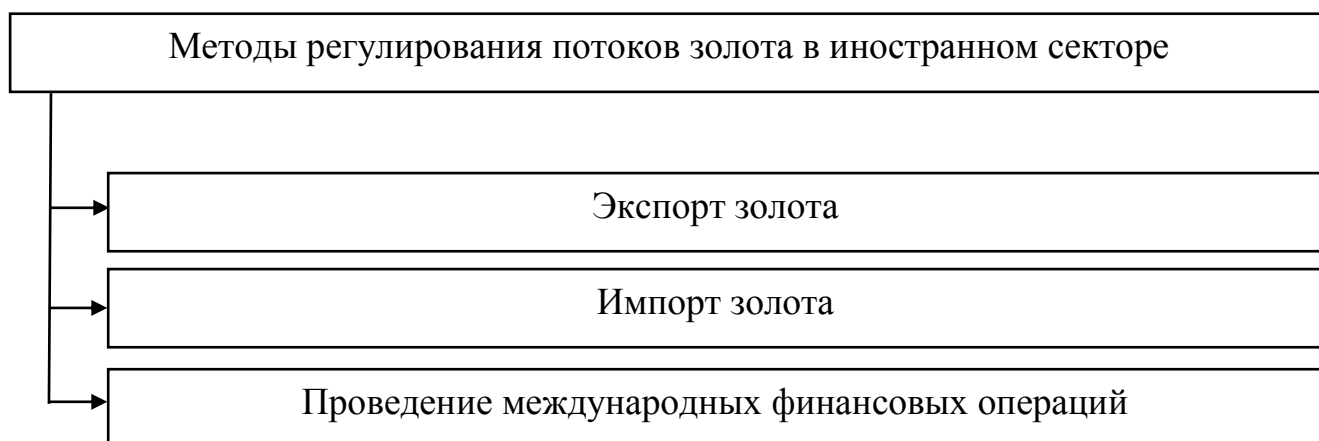 Методы регулирования потоков золота в иностранном секторе
Экспорт золота
Импорт золота
Проведение международных финансовых операций